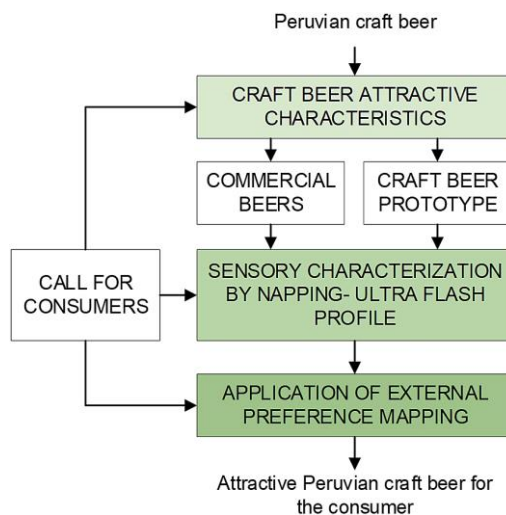 Peruvian craft beer
CRAFT BEER ATTRACTIVE
CHARACTERISTICS
COMMERCIAL
BEERS
CRAFT BEER
PROTOTYPE
CALL FOR
CONSUMERS
SENSORY CHARACTERIZATION
BY NAPPING- ULTRA FLASH
PROFILE
APPLICATION OF EXTERNAL
PREFERENCE MAPPING
Attractive Peruvian craft beer for
the consumer